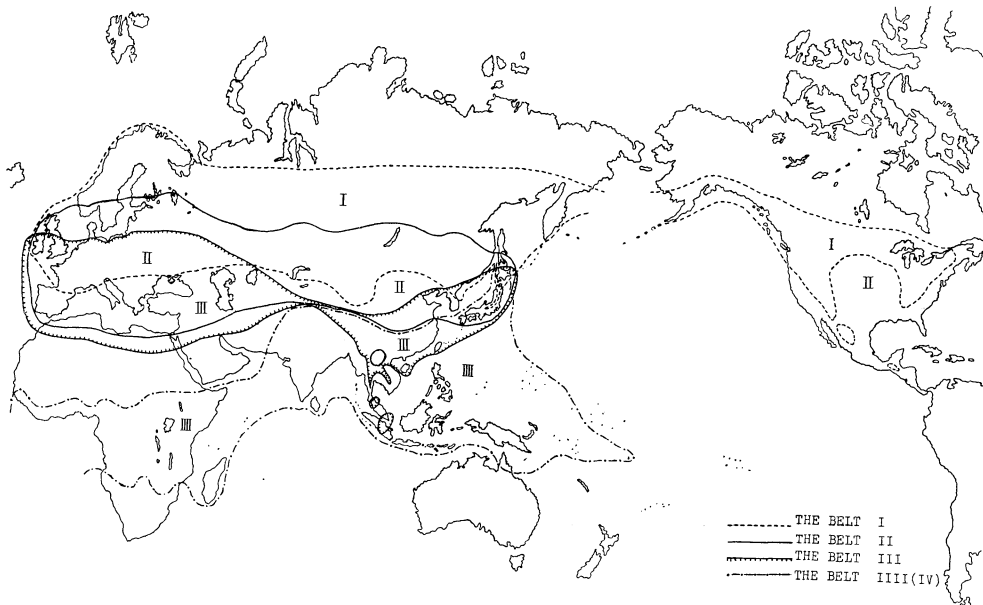 I
I
II
II
II
III
III
IIII
IIII
THE BELT I
THE BELT II
THE BELT III
THE BELT IIII(IV)